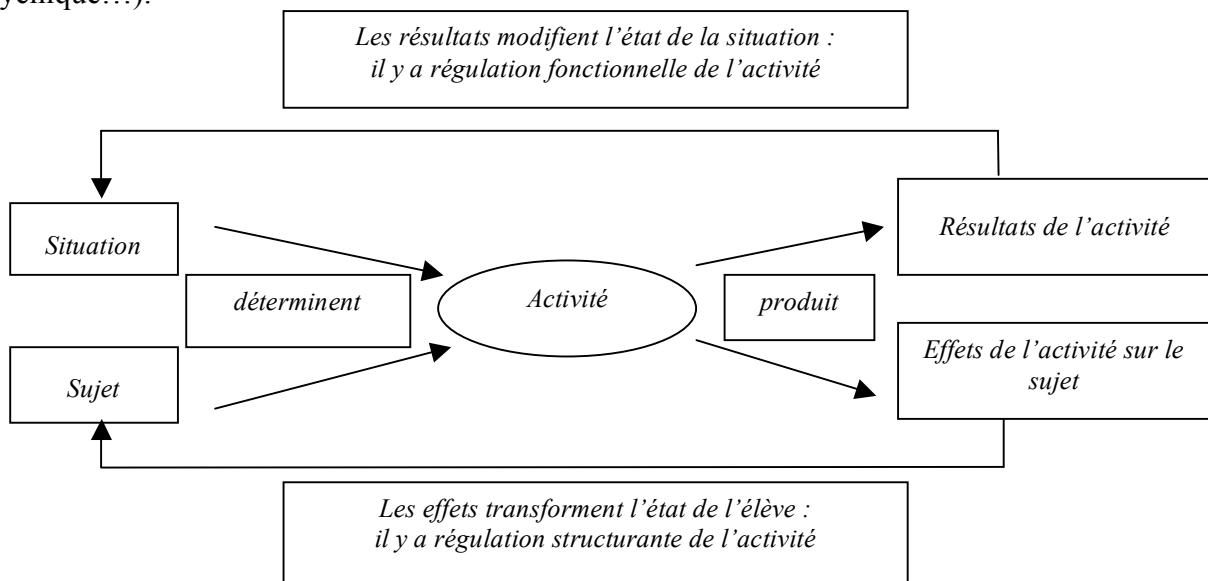 ychique…).
Les résultats modifient l’état de la situation :
il y a régulation fonctionnelle de l’activité
Situation
Résultats de l’activité
déterminent
Activité
produit
Sujet
Effets de l’activité sur le
sujet
Les effets transforment l’état de l’élève :
il y a régulation structurante de l’activité